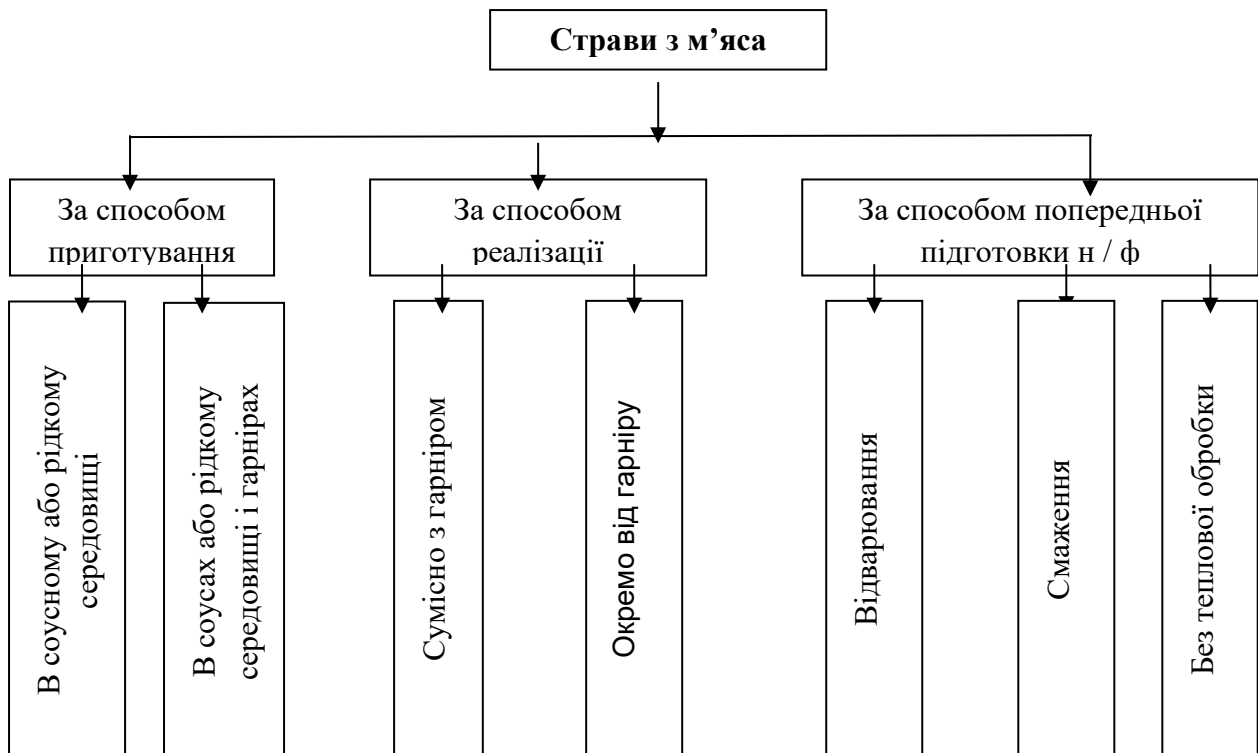 Страви з м’яса
За способом
приготування
За способом
реалізації
За способом попередньої
підготовки н / ф
В соусному або рідкому
середовищі
В соусах або рідкому
середовищі і гарнірах
Сумісно з гарніром
Окремо від гарніру
Відварювання
Смаження
Без теплової обробки